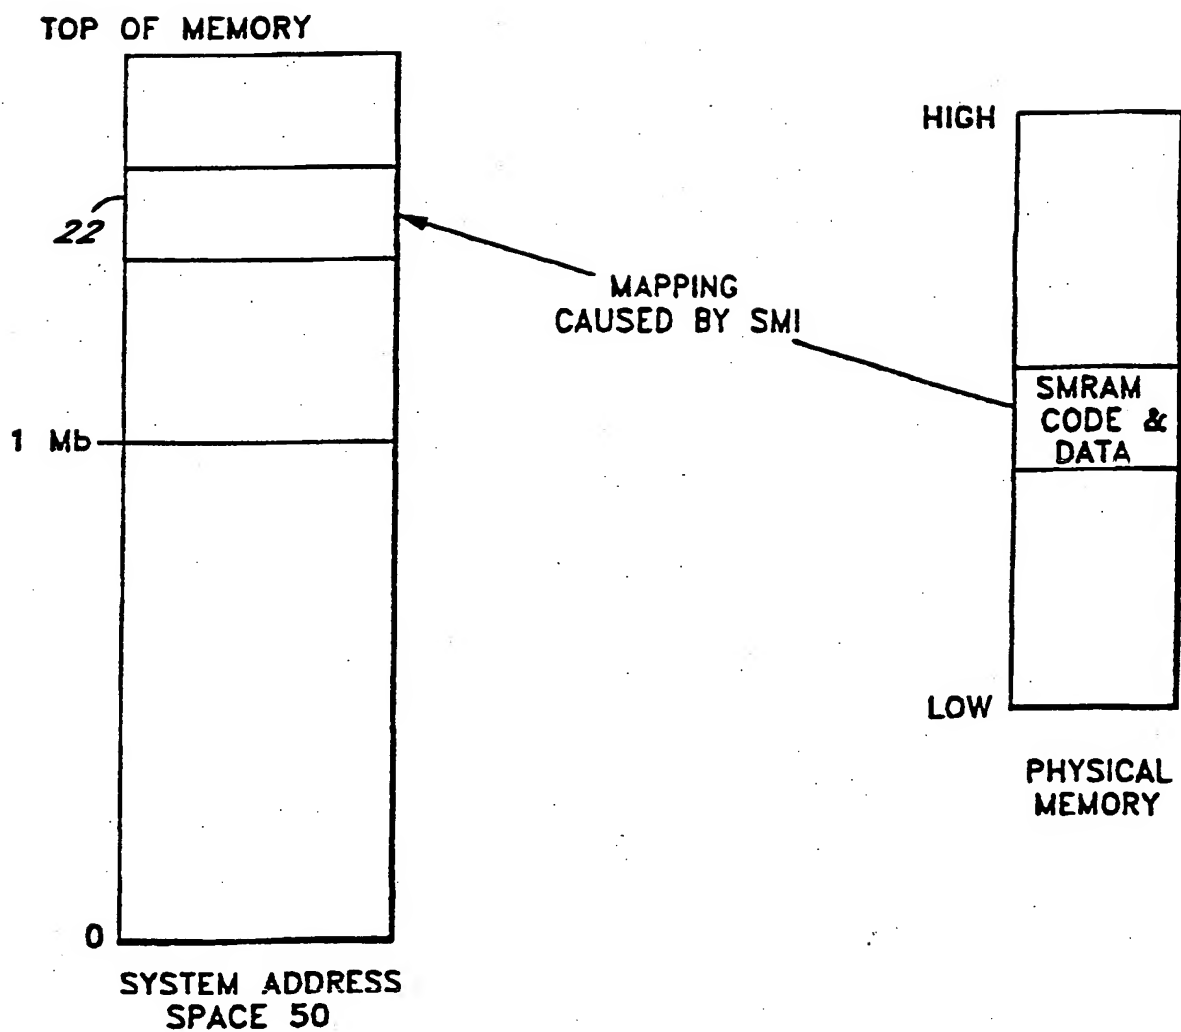 TOP OF MEMORY
HIGH
22
MAPPING
CAUSED BY SMI
SMRAM
CODE &
DATA
1 Mb
LOW
PHYSICAL
MEMORY
0
SYSTEM ADDRESS
SPACE 50